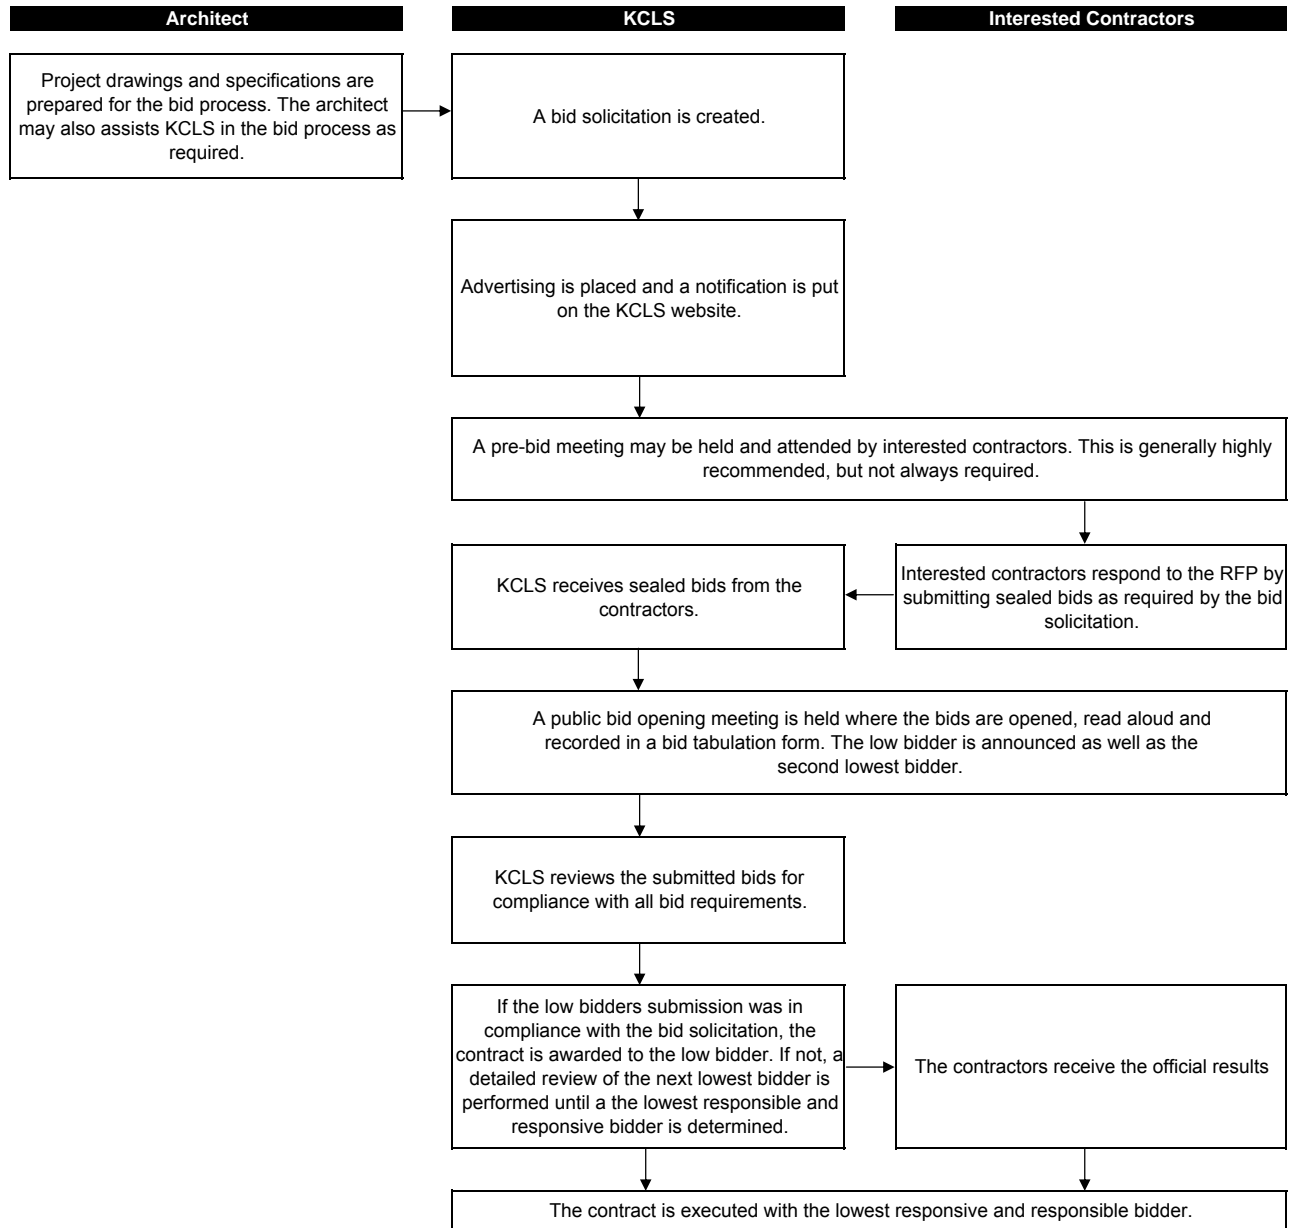 Architect
KCLS
Interested Contractors
Project drawings and specifications are
prepared for the bid process. The architect
may also assists KCLS in the bid process as
required.
A bid solicitation is created.
Advertising is placed and a notification is put
on the KCLS website.
A pre-bid meeting may be held and attended by interested contractors. This is generally highly
recommended, but not always required.
KCLS receives sealed bids from the
contractors.
Interested contractors respond to the RFP by
submitting sealed bids as required by the bid
solicitation.
A public bid opening meeting is held where the bids are opened, read aloud and
recorded in a bid tabulation form. The low bidder is announced as well as the
second lowest bidder.
KCLS reviews the submitted bids for
compliance with all bid requirements.
If the low bidders submission was in
compliance with the bid solicitation, the
contract is awarded to the low bidder. If not, a
detailed review of the next lowest bidder is
performed until a the lowest responsible and
responsive bidder is determined.
The contractors receive the official results
The contract is executed with the lowest responsive and responsible bidder.